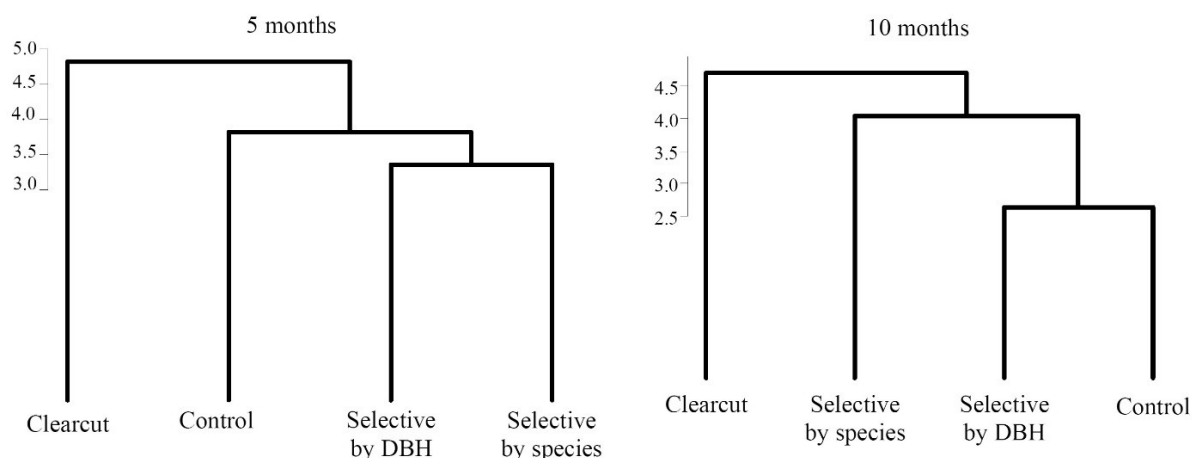 5 months
5.0
4.5
4.0
3.5
3.0
Clearcut
Control
Selective
by DBH
Selective
by species
10 months
4.5
4.0
3.5
3.0
2.5
Clearcut
Selective
by species
Selective
by DBH
Control